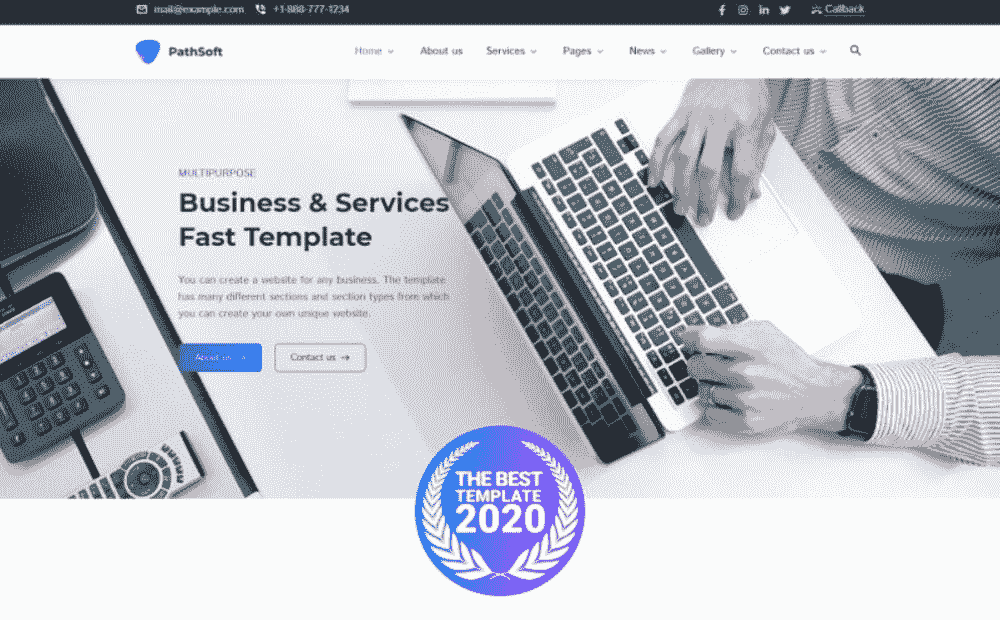 mail@example.com +1-888-777-1234 Callback
PathSoft Home About us Services Pages News Gallery Contact us
MULTIPURPOSE
Business & Services
Fast Template
You can create a website for any business. The template
has many different sections and section types from which
you can create your own unique website.
About us → Contact us →
THE BEST
TEMPLATE
2020